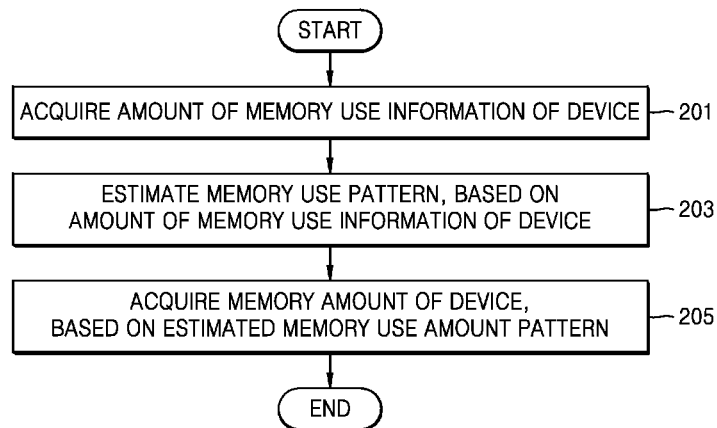 START
ACQUIRE AMOUNT OF MEMORY USE INFORMATION OF DEVICE
201
ESTIMATE MEMORY USE PATTERN, BASED ON
AMOUNT OF MEMORY USE INFORMATION OF DEVICE
203
ACQUIRE MEMORY AMOUNT OF DEVICE,
BASED ON ESTIMATED MEMORY USE AMOUNT PATTERN
205
END